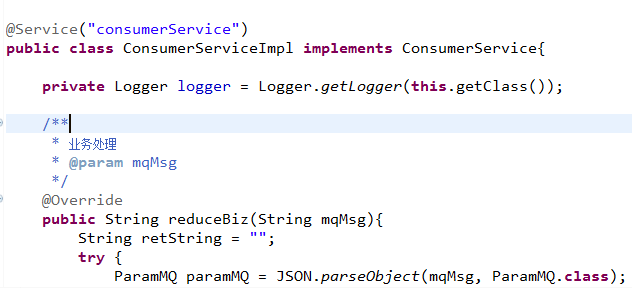 @Service("consumerService")
public class ConsumerServiceImpl implements ConsumerService{
private Logger logger = Logger.getLogger(this.getClass());
/**
* 业务处理
* @param mqMsg
*/
@Override
public String reduceBiz(String mqMsg){
String retString = "";
try {
ParamMQ paramMQ = JSON.parseObject(mqMsg, ParamMQ.class);